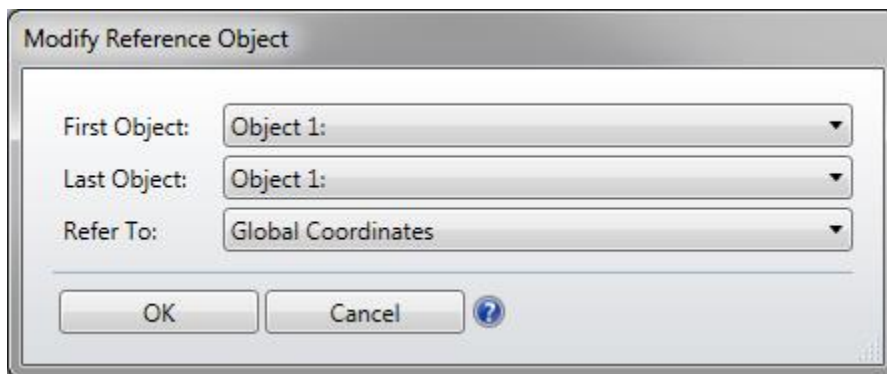 Modify Reference Object
First Object: Object 1:
Last Object: Object 1:
Refer To: Global Coordinates
OK Cancel ?